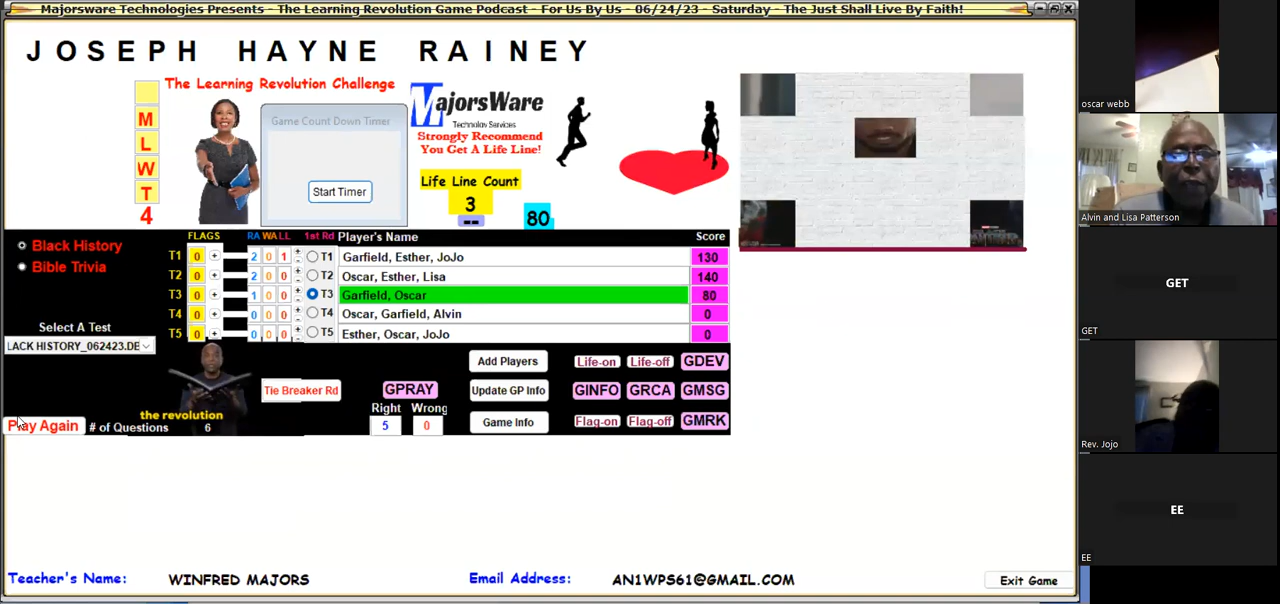 Majorsware Technologies Presents - The Learning Revolution Game Podcast - For Us By Us - 06/24/23 - Saturday - The Just Shall Live By Faith!
JOSEPH HAYNE RAINEY
The Learning Revolution Challenge
M
L
W
T
4
Game Count Down Timer
Start Timer
MajorsWare
Technology Services
Strongly Recommend
You Get A Life Line!
Life Line Count
3
--
80
Black History
Bible Trivia
Select A Test
LACK HISTORY_062423.DB
FLAGS RA WA LL 1st Rd Player's Name Score
T1 0 + 2 0 1 + - T1 Garfield, Esther, JoJo 130
T2 0 + 2 0 0 + - T2 Oscar, Esther, Lisa 140
T3 0 + 1 0 0 + - T3 Garfield, Oscar 80
T4 0 + 0 0 0 + - T4 Oscar, Garfield, Alvin 0
T5 0 + 0 0 0 + - T5 Esther, Oscar, JoJo 0
the revolution
Play Again # of Questions 6
Tie Breaker Rd
GPRAY
Right Wrong
5 0
Add Players
Update GP Info
Game Info
Life-on Life-off GDEV
GINFO GRCA GMSG
Flag-on Flag-off GMRK
Teacher's Name: WINFRED MAJORS Email Address: AN1WPS61@GMAIL.COM
Exit Game
oscar webb
Alvin and Lisa Patterson
GET
GET
Rev. Jojo
EE
EE